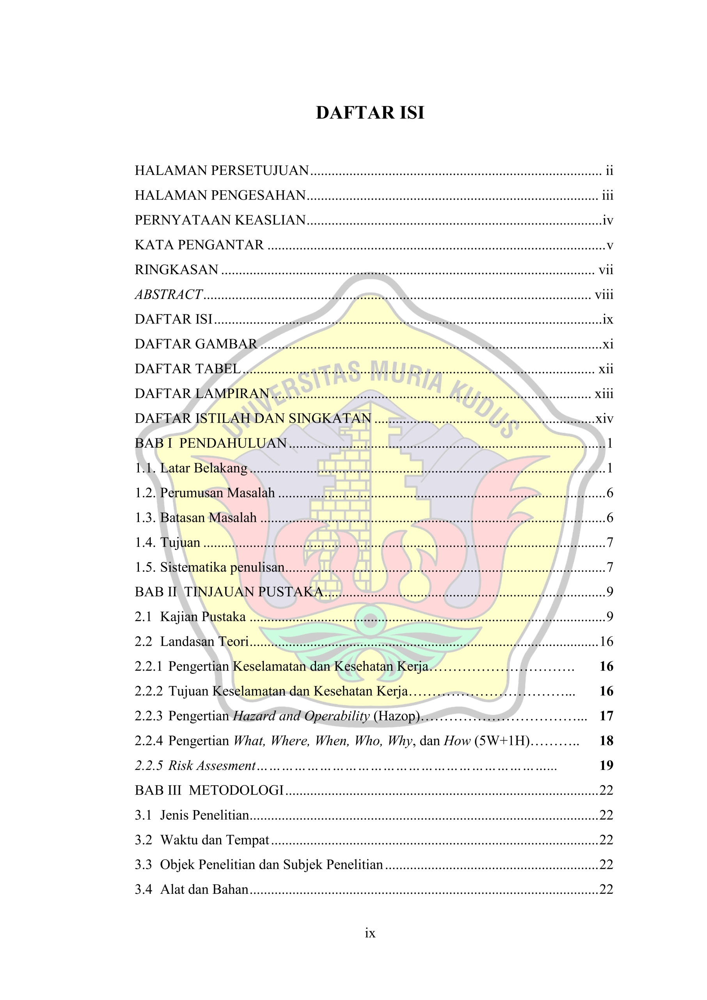 DAFTAR ISI
HALAMAN PERSETUJUAN.................................................................................. ii
HALAMAN PENGESAHAN.................................................................................. iii
PERNYATAAN KEASLIAN...................................................................................iv
KATA PENGANTAR ...............................................................................................v
RINGKASAN ......................................................................................................... vii
ABSTRACT............................................................................................................. viii
DAFTAR ISI.............................................................................................................ix
DAFTAR GAMBAR ................................................................................................xi
DAFTAR TABEL................................................................................................... xii
DAFTAR LAMPIRAN.......................................................................................... xiii
DAFTAR ISTILAH DAN SINGKATAN ..............................................................xiv
UNIVERSITAS MURIA KUDUS
BAB I  PENDAHULUAN.........................................................................................1
1.1. Latar Belakang....................................................................................................1
1.2. Perumusan Masalah ............................................................................................6
1.3. Batasan Masalah .................................................................................................6
1.4. Tujuan .................................................................................................................7
1.5. Sistematika penulisan..........................................................................................7
BAB II  TINJAUAN PUSTAKA...............................................................................9
2.1  Kajian Pustaka ....................................................................................................9
2.2  Landasan Teori..................................................................................................16
2.2.1 Pengertian Keselamatan dan Kesehatan Kerja…………………………. 16
2.2.2 Tujuan Keselamatan dan Kesehatan Kerja……………………………... 16
2.2.3 Pengertian Hazard and Operability (Hazop)……………………………... 17
2.2.4 Pengertian What, Where, When, Who, Why, dan How (5W+1H)……….. 18
2.2.5 Risk Assesment……………………………………………………………... 19
BAB III  METODOLOGI........................................................................................22
3.1  Jenis Penelitian..................................................................................................22
3.2  Waktu dan Tempat ............................................................................................22
3.3  Objek Penelitian dan Subjek Penelitian ............................................................22
3.4  Alat dan Bahan..................................................................................................22
ix